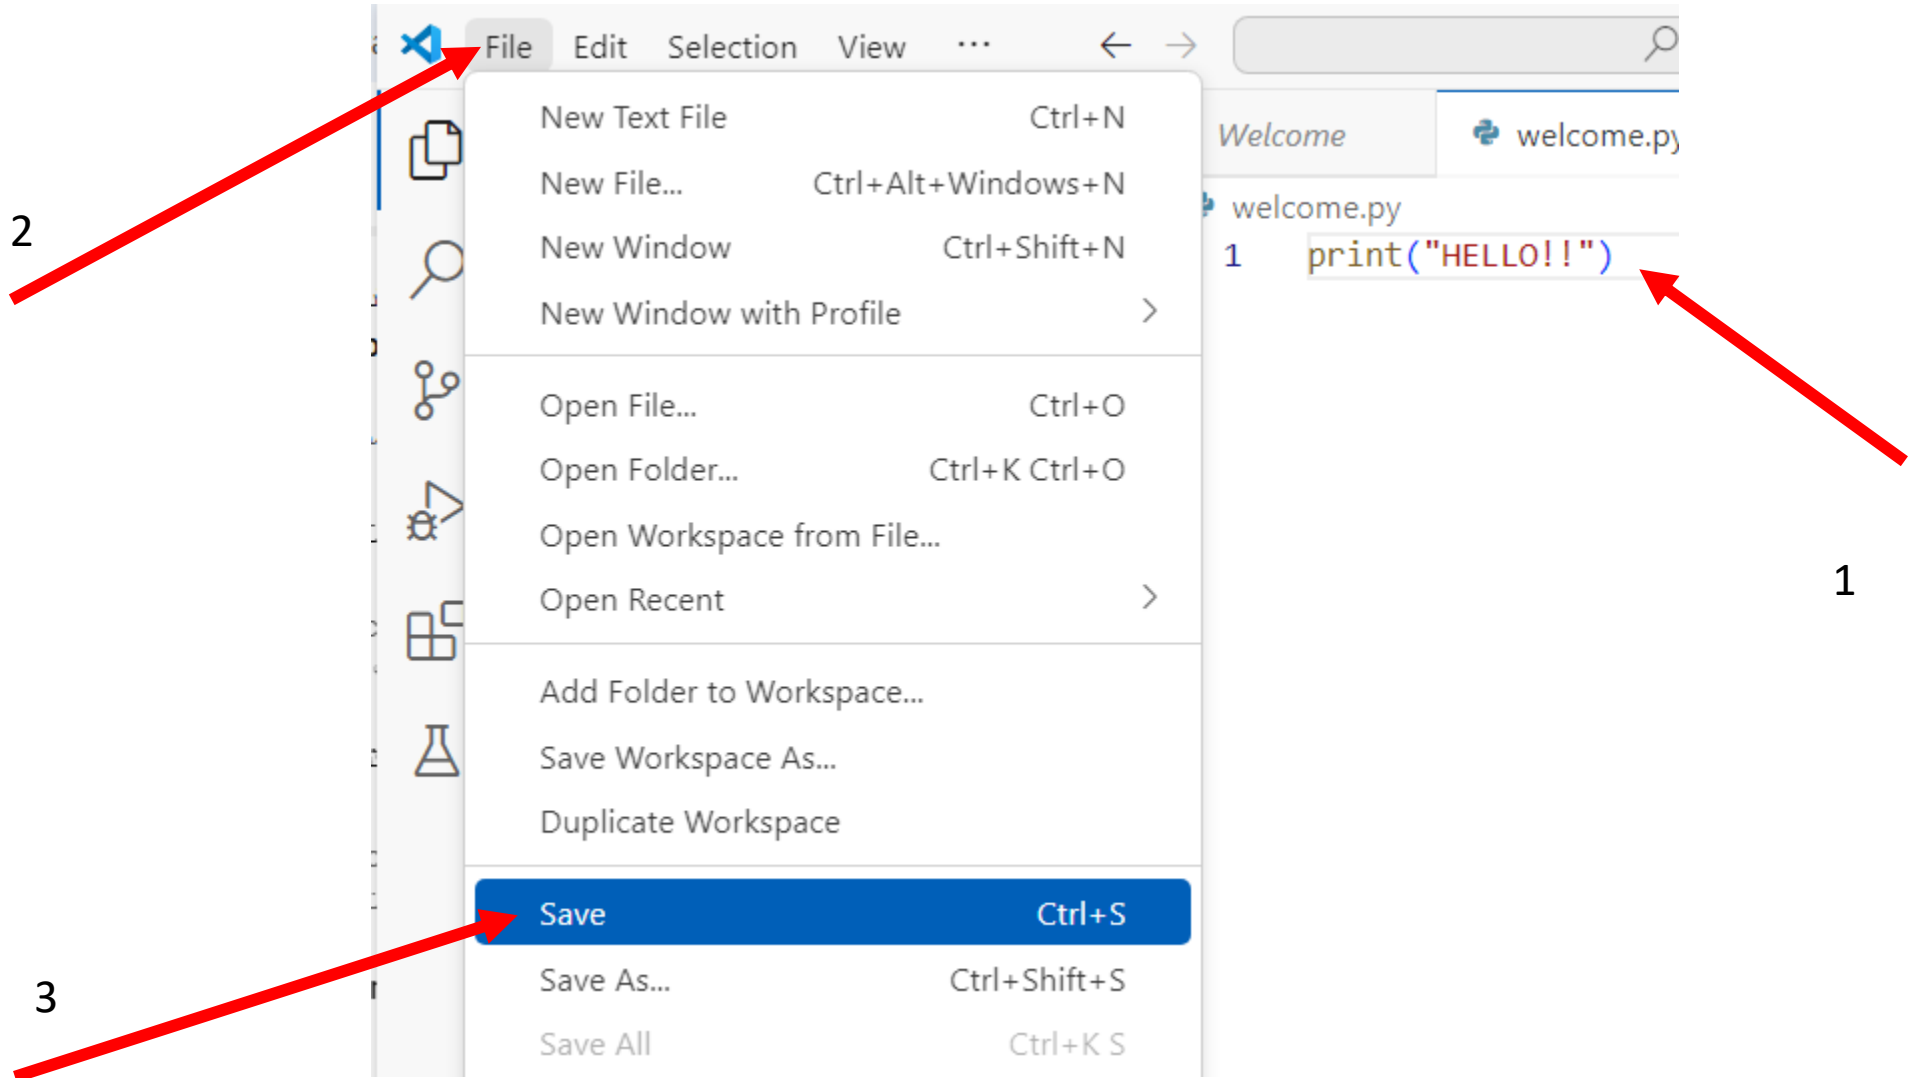 File Edit Selection View ...
New Text File Ctrl+N
New File... Ctrl+Alt+Windows+N
New Window Ctrl+Shift+N
New Window with Profile
Open File... Ctrl+O
Open Folder... Ctrl+K Ctrl+O
Open Workspace from File...
Open Recent
Add Folder to Workspace...
Save Workspace As...
Duplicate Workspace
Save Ctrl+S
Save As... Ctrl+Shift+S
Save All Ctrl+K S
Welcome welcome.py
welcome.py
1 print("HELLO!!")
2
1
3